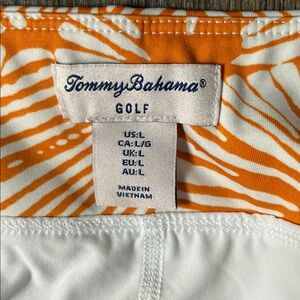 Tommy Bahama®
GOLF
US:L
CA: L/G
UK:L
EU:L
AU:L
MADE IN
VIETNAM